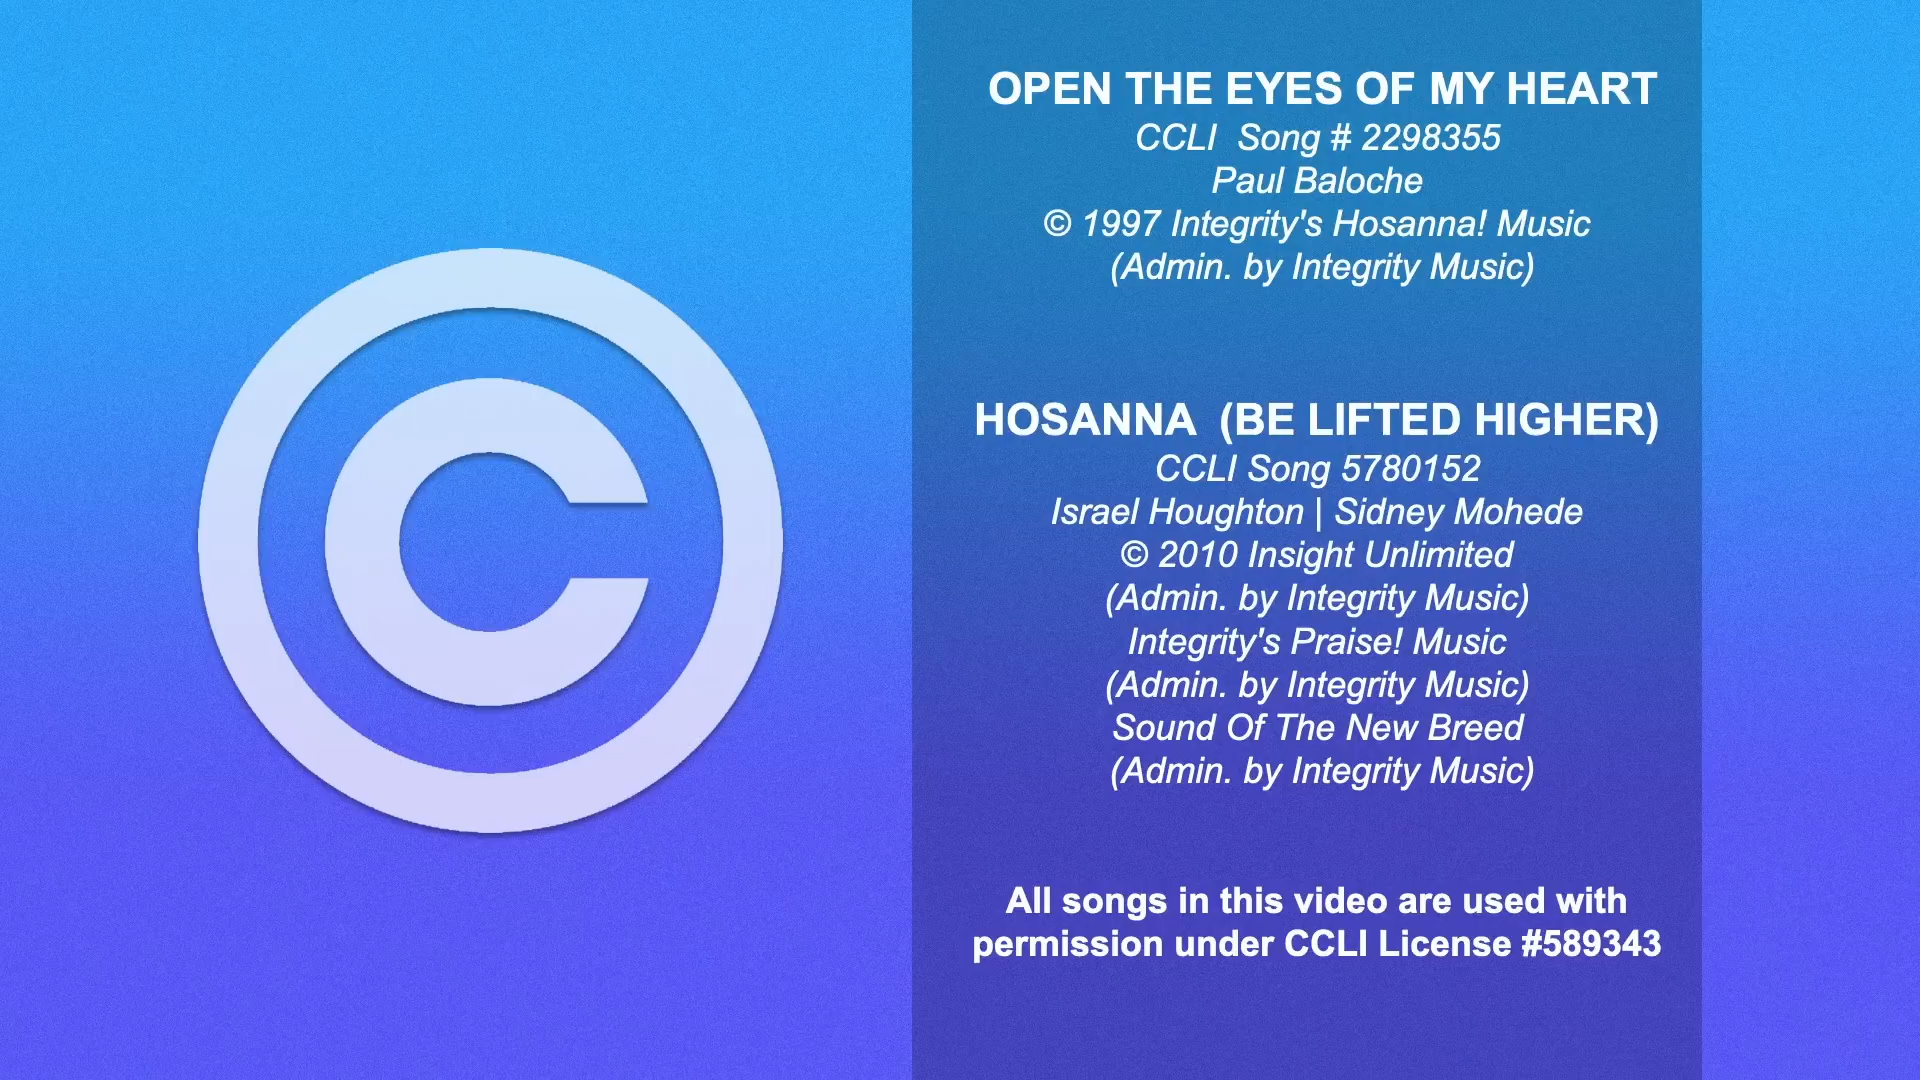 ©
OPEN THE EYES OF MY HEART
CCLI  Song # 2298355
Paul Baloche
© 1997 Integrity's Hosanna! Music
(Admin. by Integrity Music)
HOSANNA  (BE LIFTED HIGHER)
CCLI Song 5780152
Israel Houghton | Sidney Mohede
© 2010 Insight Unlimited
(Admin. by Integrity Music)
Integrity's Praise! Music
(Admin. by Integrity Music)
Sound Of The New Breed
(Admin. by Integrity Music)
All songs in this video are used with
permission under CCLI License #589343